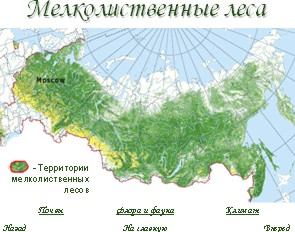 Мелколиственные леса
Moscow
- Территории
мелколиственных
лесов
Почвы Флора и фауна Климат
Назад На главную Вперед